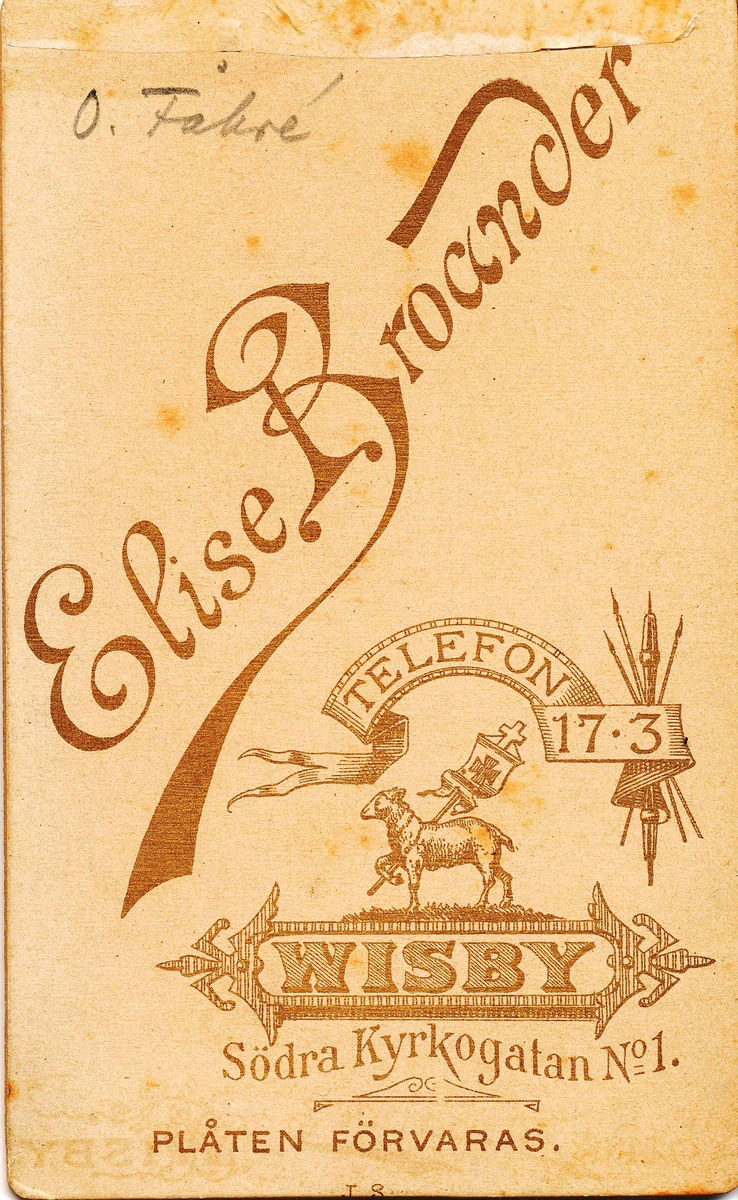 O. Fåhré
Elise Broander
TELEFON
17·3
WISBY
Södra Kyrkogatan No 1.
PLÅTEN FÖRVARAS.
J. S.